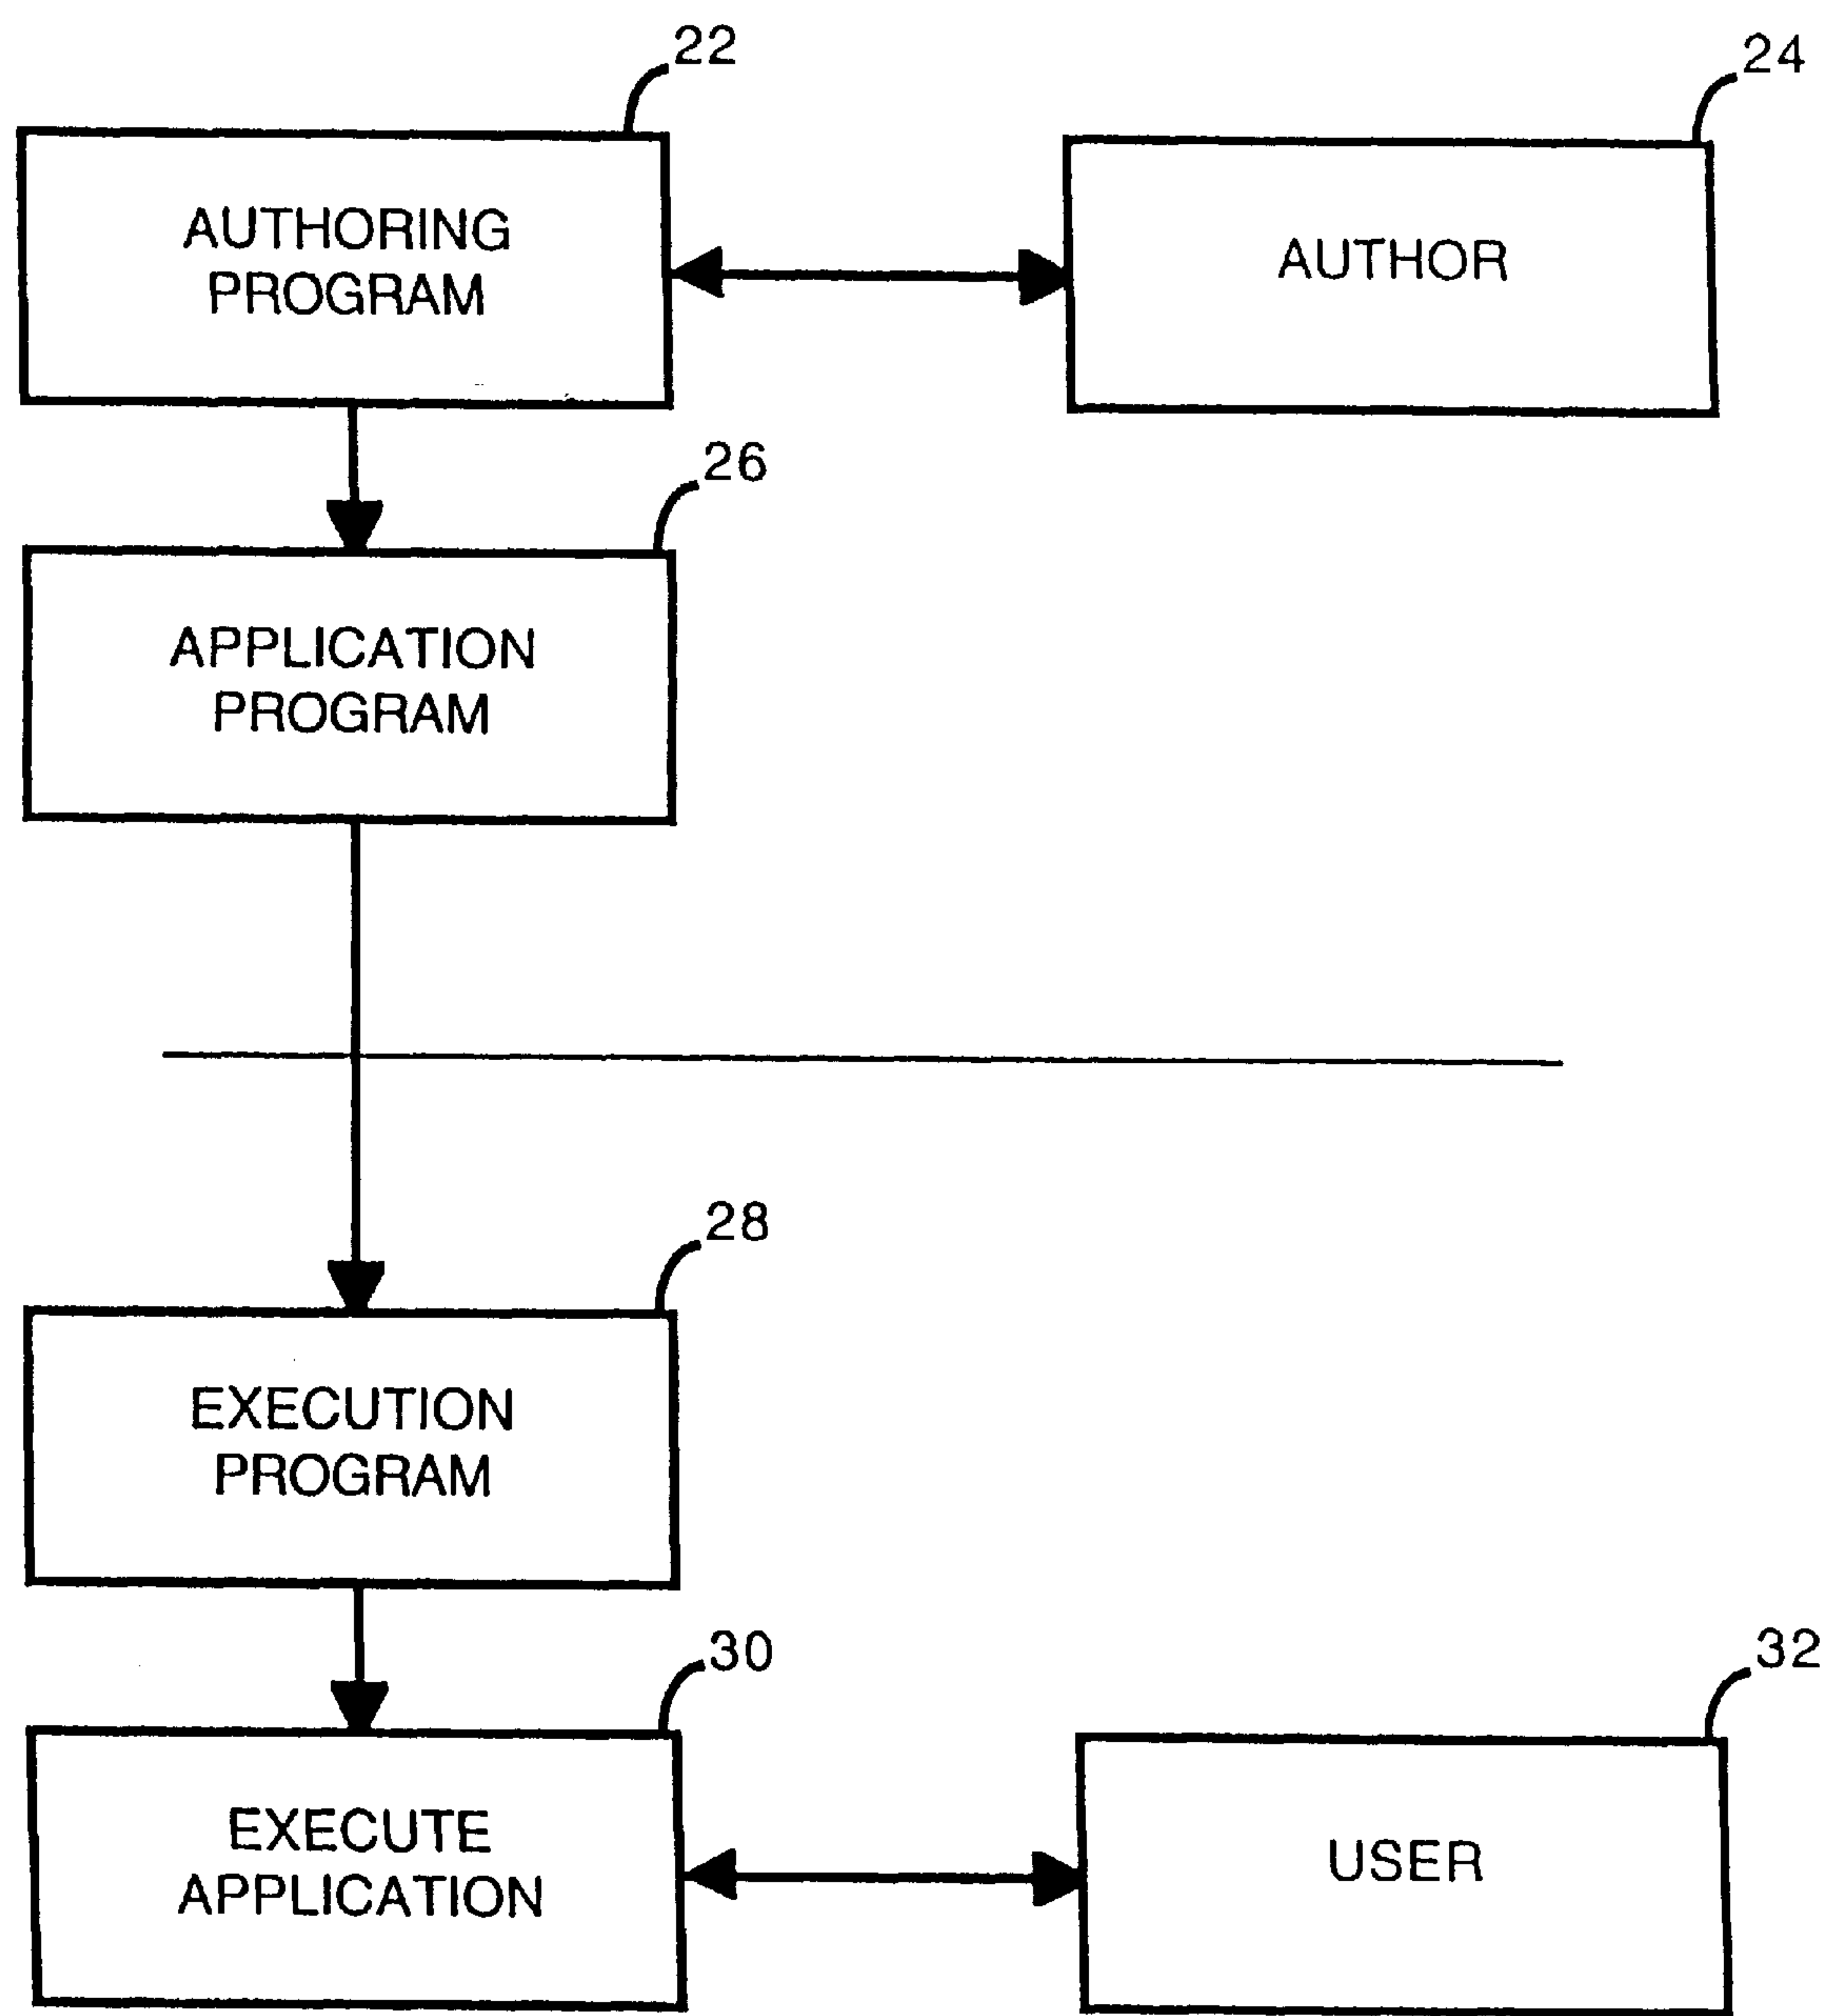 22
24
AUTHORING
PROGRAM
AUTHOR
26
APPLICATION
PROGRAM
28
EXECUTION
PROGRAM
30
32
EXECUTE
APPLICATION
USER